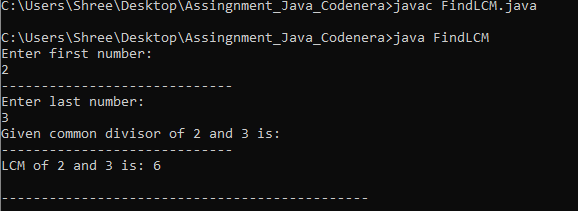 C:\Users\Shree\Desktop\Assingnment_Java_Codenera>javac FindLCM.java
C:\Users\Shree\Desktop\Assingnment_Java_Codenera>java FindLCM
Enter first number:
2
-----------------------------
Enter last number:
3
Given common divisor of 2 and 3 is:
-----------------------------
LCM of 2 and 3 is: 6
----------------------------------------------